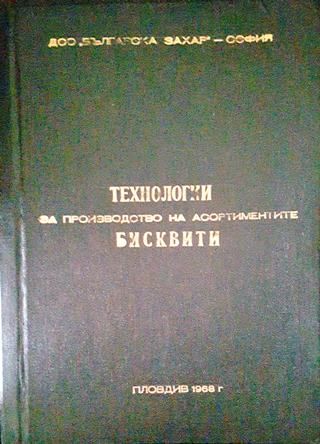 ДСО „БЪЛГАРСКА ЗАХАР" – СОФИЯ
ТЕХНОЛОГИИ
ЗА ПРОИЗВОДСТВО НА АСОРТИМЕНТИТЕ
БИСКВИТИ
ПЛОВДИВ 1968 г